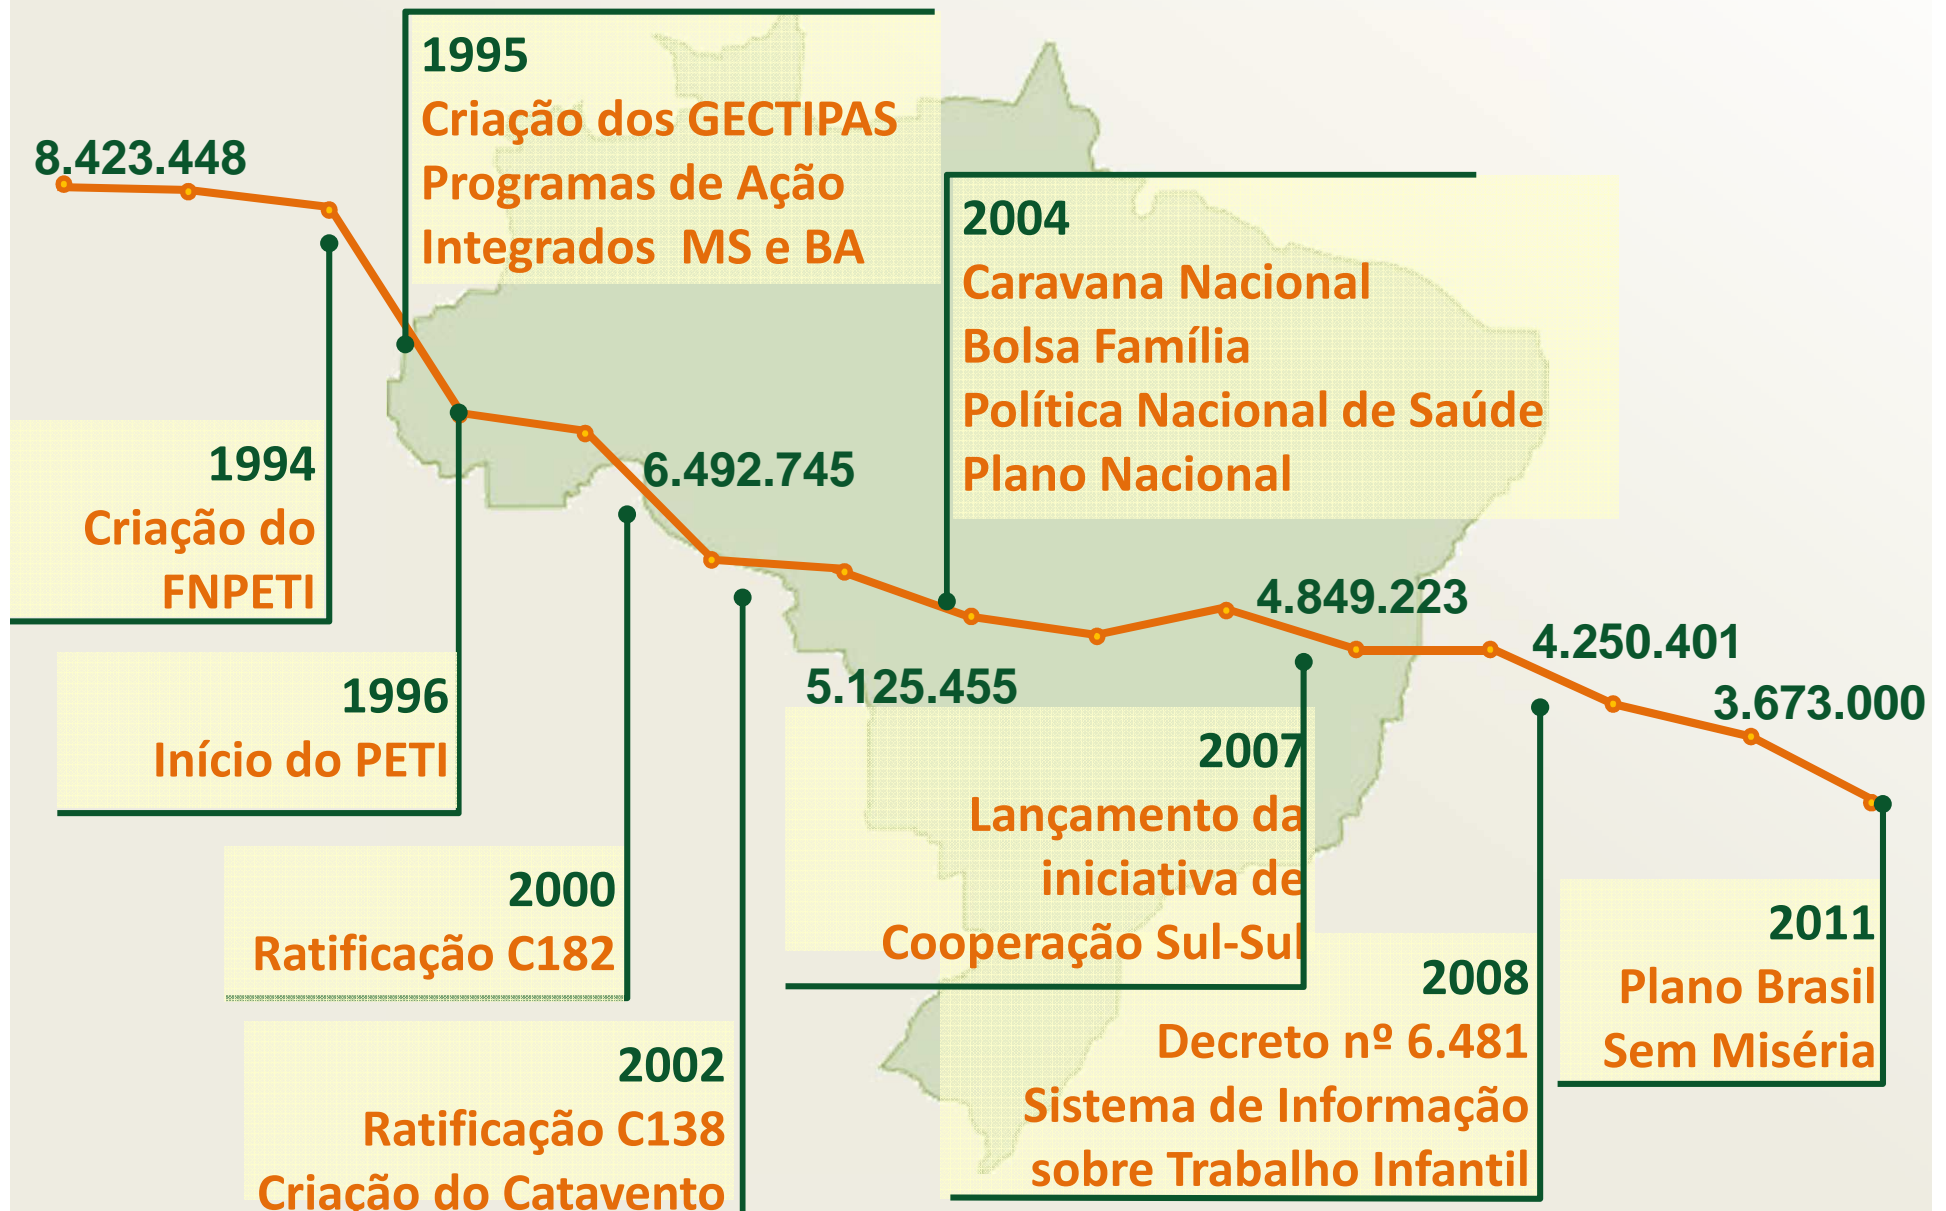 1995
Criação dos GECTIPAS
Programas de Ação
Integrados MS e BA
8.423.448
2004
Caravana Nacional
Bolsa Família
Política Nacional de Saúde
Plano Nacional
1994
Criação do
FNPETI
6.492.745
4.849.223
4.250.401
5.125.455
3.673.000
1996
Início do PETI
2007
Lançamento da
iniciativa de
Cooperação Sul-Sul
2000
Ratificação C182
2011
Plano Brasil
Sem Miséria
2008
Decreto nº 6.481
Sistema de Informação
sobre Trabalho Infantil
2002
Ratificação C138
Criação do Catavento